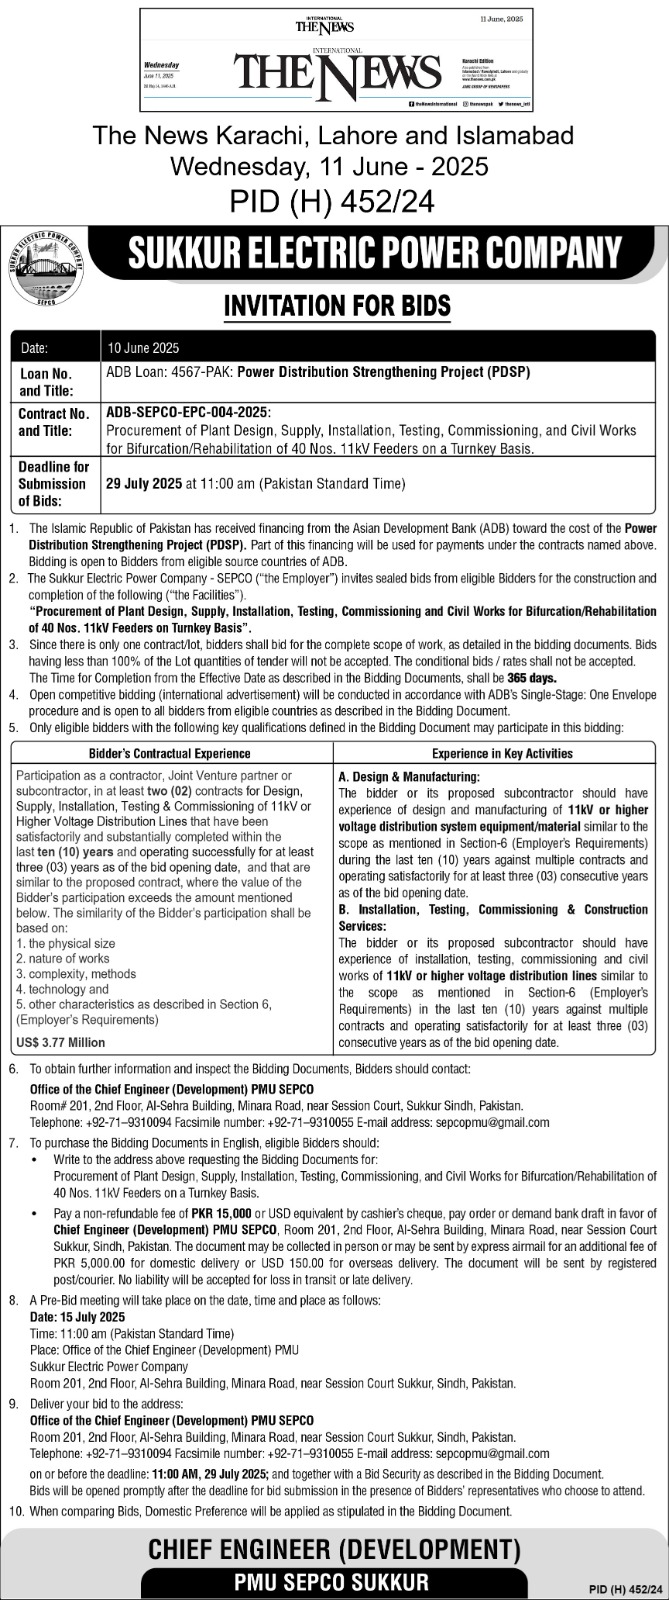 INTERNATIONAL
THE NEWS
11 June, 2025
Wednesday
June 11, 2025
INTERNATIONAL
THE NEWS
Karachi Edition
www.thenews.com.pk
thenewsinternational thenewspak thenews_intl
The News Karachi, Lahore and Islamabad
Wednesday, 11 June - 2025
PID (H) 452/24
SUKKUR ELECTRIC POWER COMPANY
SEPCO
SUKKUR ELECTRIC POWER COMPANY
INVITATION FOR BIDS
Date: 10 June 2025
Loan No. and Title: ADB Loan: 4567-PAK: Power Distribution Strengthening Project (PDSP)
Contract No. and Title: ADB-SEPCO-EPC-004-2025:
Procurement of Plant Design, Supply, Installation, Testing, Commissioning, and Civil Works
for Bifurcation/Rehabilitation of 40 Nos. 11kV Feeders on a Turnkey Basis.
Deadline for Submission of Bids: 29 July 2025 at 11:00 am (Pakistan Standard Time)
1. The Islamic Republic of Pakistan has received financing from the Asian Development Bank (ADB) toward the cost of the Power
Distribution Strengthening Project (PDSP). Part of this financing will be used for payments under the contracts named above.
Bidding is open to Bidders from eligible source countries of ADB.
2. The Sukkur Electric Power Company - SEPCO (“the Employer”) invites sealed bids from eligible Bidders for the construction and
completion of the following (“the Facilities”).
“Procurement of Plant Design, Supply, Installation, Testing, Commissioning and Civil Works for Bifurcation/Rehabilitation
of 40 Nos. 11kV Feeders on Turnkey Basis”.
3. Since there is only one contract/lot, bidders shall bid for the complete scope of work, as detailed in the bidding documents. Bids
having less than 100% of the Lot quantities of tender will not be accepted. The conditional bids / rates shall not be accepted.
The Time for Completion from the Effective Date as described in the Bidding Documents, shall be 365 days.
4. Open competitive bidding (international advertisement) will be conducted in accordance with ADB's Single-Stage: One Envelope
procedure and is open to all bidders from eligible countries as described in the Bidding Document.
5. Only eligible bidders with the following key qualifications defined in the Bidding Document may participate in this bidding:
Bidder's Contractual Experience
Participation as a contractor, Joint Venture partner or
subcontractor, in at least two (02) contracts for Design,
Supply, Installation, Testing & Commissioning of 11kV or
Higher Voltage Distribution Lines that have been
satisfactorily and substantially completed within the
last ten (10) years and operating successfully for at least
three (03) years as of the bid opening date, and that are
similar to the proposed contract, where the value of the
Bidder's participation exceeds the amount mentioned
below. The similarity of the Bidder's participation shall be
based on:
1. the physical size
2. nature of works
3. complexity, methods
4. technology and
5. other characteristics as described in Section 6,
(Employer's Requirements)
US$ 3.77 Million
Experience in Key Activities
A. Design & Manufacturing:
The bidder or its proposed subcontractor should have
experience of design and manufacturing of 11kV or higher
voltage distribution system equipment/material similar to the
scope as mentioned in Section-6 (Employer's Requirements)
during the last ten (10) years against multiple contracts and
operating satisfactorily for at least three (03) consecutive years
as of the bid opening date.
B. Installation, Testing, Commissioning & Construction
Services:
The bidder or its proposed subcontractor should have
experience of installation, testing, commissioning and civil
works of 11kV or higher voltage distribution lines similar to
the scope as mentioned in Section-6 (Employer's
Requirements) in the last ten (10) years against multiple
contracts and operating satisfactorily for at least three (03)
consecutive years as of the bid opening date.
6. To obtain further information and inspect the Bidding Documents, Bidders should contact:
Office of the Chief Engineer (Development) PMU SEPCO
Room# 201, 2nd Floor, Al-Sehra Building, Minara Road, near Session Court, Sukkur Sindh, Pakistan.
Telephone: +92-71–9310094 Facsimile number: +92-71–9310055 E-mail address: sepcopmu@gmail.com
7. To purchase the Bidding Documents in English, eligible Bidders should:
• Write to the address above requesting the Bidding Documents for:
Procurement of Plant Design, Supply, Installation, Testing, Commissioning, and Civil Works for Bifurcation/Rehabilitation of
40 Nos. 11kV Feeders on a Turnkey Basis.
• Pay a non-refundable fee of PKR 15,000 or USD equivalent by cashier's cheque, pay order or demand bank draft in favor of
Chief Engineer (Development) PMU SEPCO, Room 201, 2nd Floor, Al-Sehra Building, Minara Road, near Session Court
Sukkur, Sindh, Pakistan. The document may be collected in person or may be sent by express airmail for an additional fee of
PKR 5,000.00 for domestic delivery or USD 150.00 for overseas delivery. The document will be sent by registered
post/courier. No liability will be accepted for loss in transit or late delivery.
8. A Pre-Bid meeting will take place on the date, time and place as follows:
Date: 15 July 2025
Time: 11:00 am (Pakistan Standard Time)
Place: Office of the Chief Engineer (Development) PMU
Sukkur Electric Power Company
Room 201, 2nd Floor, Al-Sehra Building, Minara Road, near Session Court Sukkur, Sindh, Pakistan.
9. Deliver your bid to the address:
Office of the Chief Engineer (Development) PMU SEPCO
Room 201, 2nd Floor, Al-Sehra Building, Minara Road, near Session Court Sukkur, Sindh, Pakistan.
Telephone: +92-71–9310094 Facsimile number: +92-71–9310055 E-mail address: sepcopmu@gmail.com
on or before the deadline: 11:00 AM, 29 July 2025; and together with a Bid Security as described in the Bidding Document.
Bids will be opened promptly after the deadline for bid submission in the presence of Bidders' representatives who choose to attend.
10. When comparing Bids, Domestic Preference will be applied as stipulated in the Bidding Document.
CHIEF ENGINEER (DEVELOPMENT)
PMU SEPCO SUKKUR
PID (H) 452/24